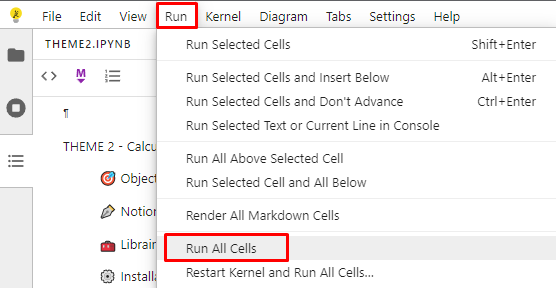 File Edit View Run Kernel Diagram Tabs Settings Help
THEME2.IPYNB
Run Selected Cells Shift+Enter
Run Selected Cells and Insert Below Alt+Enter
Run Selected Cells and Don't Advance Ctrl+Enter
Run Selected Text or Current Line in Console
Run All Above Selected Cell
Run Selected Cell and All Below
Render All Markdown Cells
Run All Cells
Restart Kernel and Run All Cells...
M
¶
THEME 2 - Calcu
Object
Notion
Librair
Installa